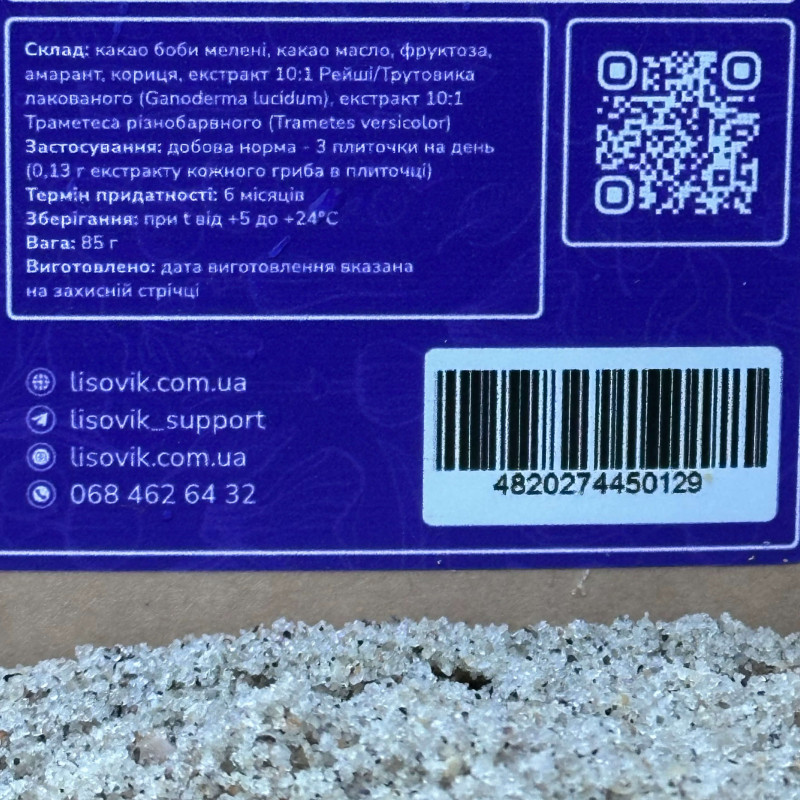 Склад: какао боби мелені, какао масло, фруктоза,
амарант, кориця, екстракт 10:1 Рейші/Трутовика
лакованого (Ganoderma lucidum), екстракт 10:1
Траметеса різнобарвного (Trametes versicolor)
Застосування: добова норма - 3 плиточки на день
(0,13 г екстракту кожного гриба в плиточці)
Термін придатності: 6 місяців
Зберігання: при t від +5 до +24°C
Вага: 85 г
Виготовлено: дата виготовлення вказана
на захисній стрічці
lisovik.com.ua
lisovik_support
lisovik.com.ua
068 462 64 32
4820274450129